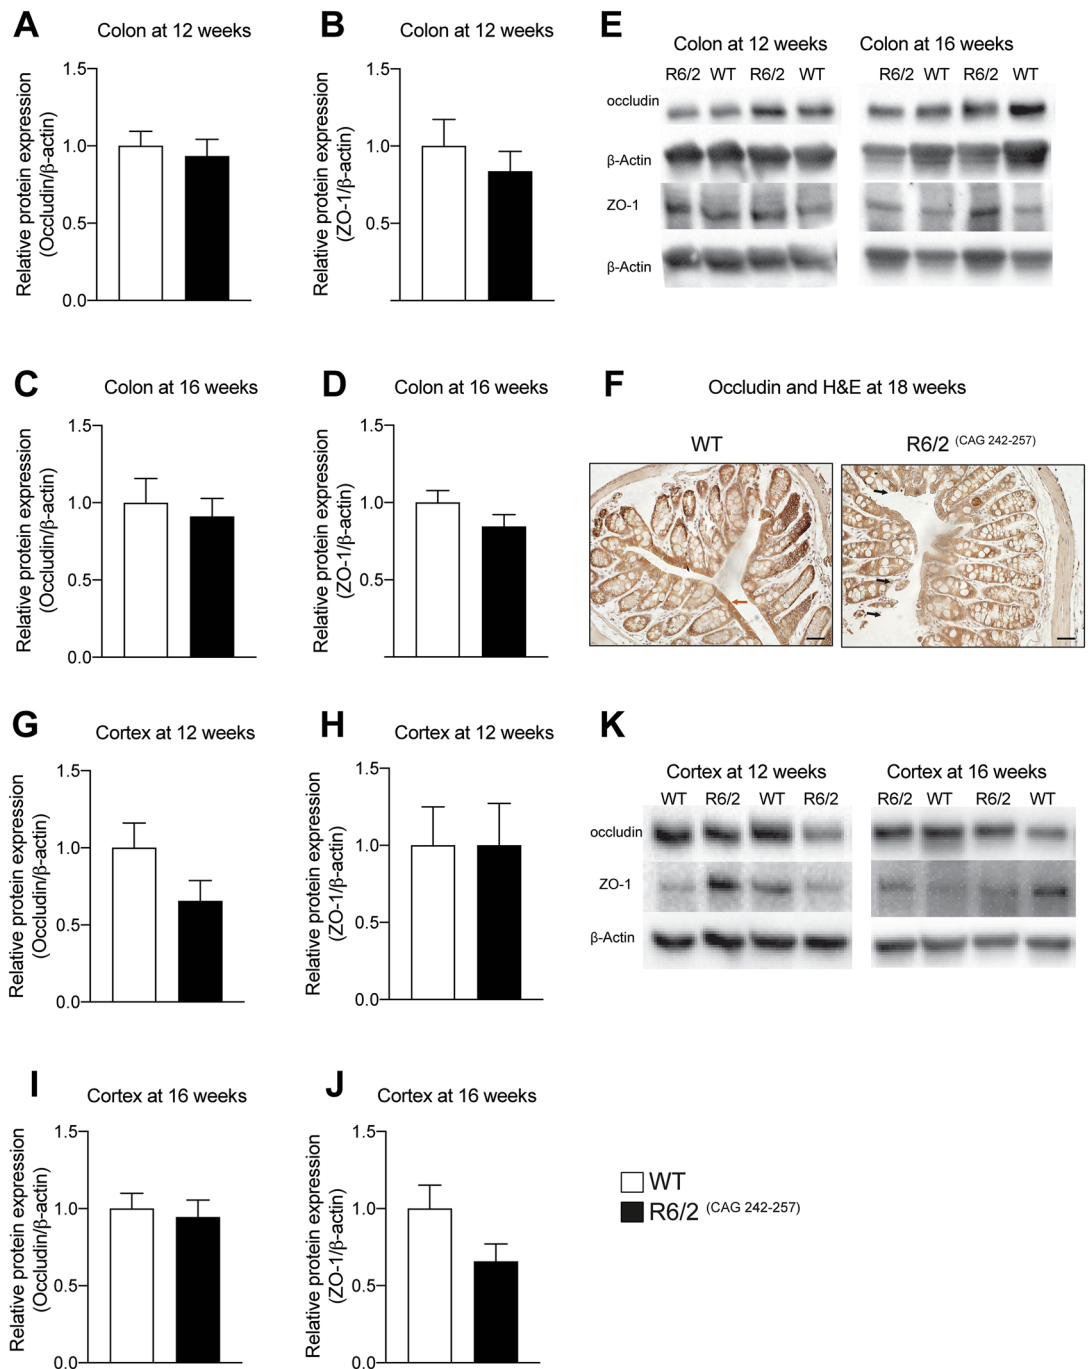 A
Colon at 12 weeks
Relative protein expression
(Occludin/β-actin)
1.5
1.0
0.5
0.0
B
Colon at 12 weeks
Relative protein expression
(ZO-1/β-actin)
1.5
1.0
0.5
E
Colon at 12 weeks
Colon at 16 weeks
R6/2 WT R6/2 WT
R6/2 WT R6/2 WT
occludin
β-Actin
ZO-1
β-Actin
C
Colon at 16 weeks
Relative protein expression
(Occludin/β-actin)
1.5
1.0
0.5
0.0
D
Colon at 16 weeks
Relative protein expression
(ZO-1/β-actin)
1.5
1.0
0.5
F
Occludin and H&E at 18 weeks
WT
R6/2 (CAG 242-257)
G
Cortex at 12 weeks
Relative protein expression
(Occludin/β-actin)
1.5
1.0
0.5
0.0
H
Cortex at 12 weeks
Relative protein expression
(ZO-1/β-actin)
1.5
1.0
0.5
0.0
K
Cortex at 12 weeks
Cortex at 16 weeks
WT R6/2 WT R6/2
R6/2 WT R6/2 WT
occludin
ZO-1
β-Actin
I
Cortex at 16 weeks
Relative protein expression
(Occludin/β-actin)
1.5
1.0
0.5
0.0
J
Cortex at 16 weeks
Relative protein expression
(ZO-1/β-actin)
1.5
1.0
0.5
0.0
WT
R6/2 (CAG 242-257)